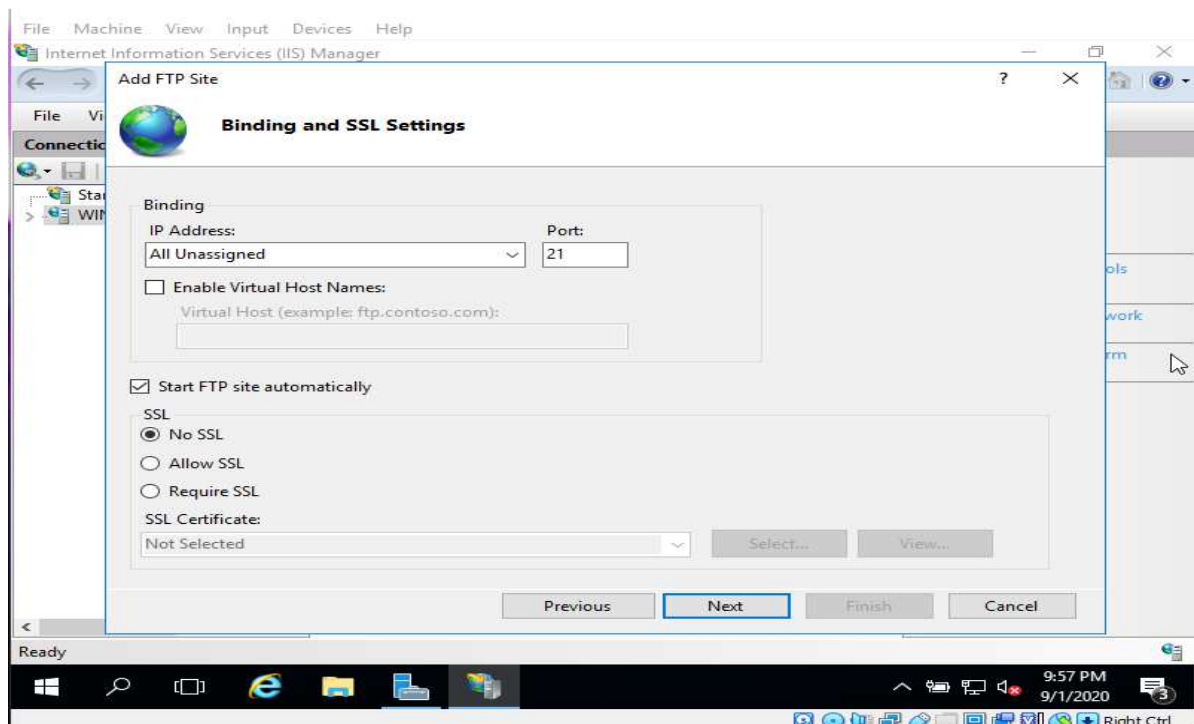 File Machine View Input Devices Help
Internet Information Services (IIS) Manager
Add FTP Site ?
File Vi
Binding and SSL Settings
Connectic
Star
WIN
Binding
IP Address: Port:
All Unassigned 21
Enable Virtual Host Names:
ols
Virtual Host (example: ftp.contoso.com):
work
rm
Start FTP site automatically
SSL
No SSL
Allow SSL
Require SSL
SSL Certificate:
Not Selected Select... View...
Previous Next Finish Cancel
Ready
9:57 PM
9/1/2020 3
Right Ctrl